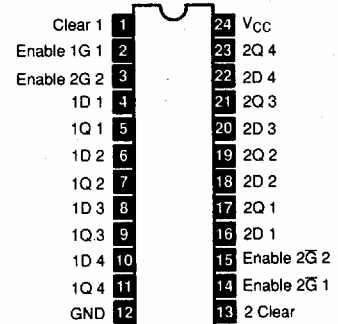 Clear 1 1 24 VCC
Enable 1G 1 2 23 2Q 4
Enable 2G 2 3 22 2D 4
1D 1 4 21 2Q 3
1Q 1 5 20 2D 3
1D 2 6 19 2Q 2
1Q 2 7 18 2D 2
1D 3 8 17 2Q 1
1Q.3 9 16 2D 1
1D 4 10 15 Enable 2G̅ 2
1Q 4 11 14 Enable 2G̅ 1
GND 12 13 2 Clear